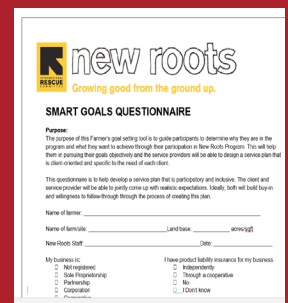 INTERNATIONAL
RESCUE
COMMITTEE
new roots
Growing good from the ground up.
SMART GOALS QUESTIONNAIRE
Purpose:
The purpose of this Farmer's goal setting tool is to guide participants to determine why they are in the
program and what they want to achieve through their participation in New Roots Program. This will help
them in pursuing their goals objectively and the service providers will be able to design a service plan that
is client-oriented and specific to the need of each client.
This questionnaire is to help develop a service plan that is participatory and inclusive. The client and
service provider will be able to jointly come up with realistic expectations. Ideally, both will build buy-in
and willingness to follow-through through the process of creating this plan.
Name of farmer:
Name of farm/site: Land base: acres/sqft
New Roots Staff: Date:
My business is: I have product liability insurance for my business.
Not registered Independently
Sole Proprietorship Through a cooperative
Partnership No
Corporation I Don't know
Cooperative